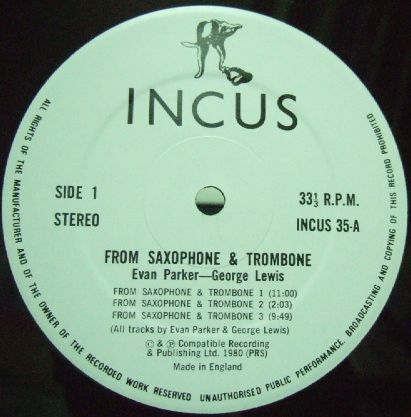 INCUS
SIDE 1
STEREO
33⅓ R.P.M.
INCUS 35-A
FROM SAXOPHONE & TROMBONE
Evan Parker—George Lewis
FROM SAXOPHONE & TROMBONE 1 (11:00)
FROM SAXOPHONE & TROMBONE 2 (2:03)
FROM SAXOPHONE & TROMBONE 3 (9:49)
(All tracks by Evan Parker & George Lewis)
© & ℗ Compatible Recording
& Publishing Ltd. 1980 (PRS)
Made in England
ALL RIGHTS OF THE MANUFACTURER AND OF THE OWNER OF THE RECORDED WORK RESERVED UNAUTHORISED PUBLIC PERFORMANCE, BROADCASTING AND COPYING OF THIS RECORD PROHIBITED